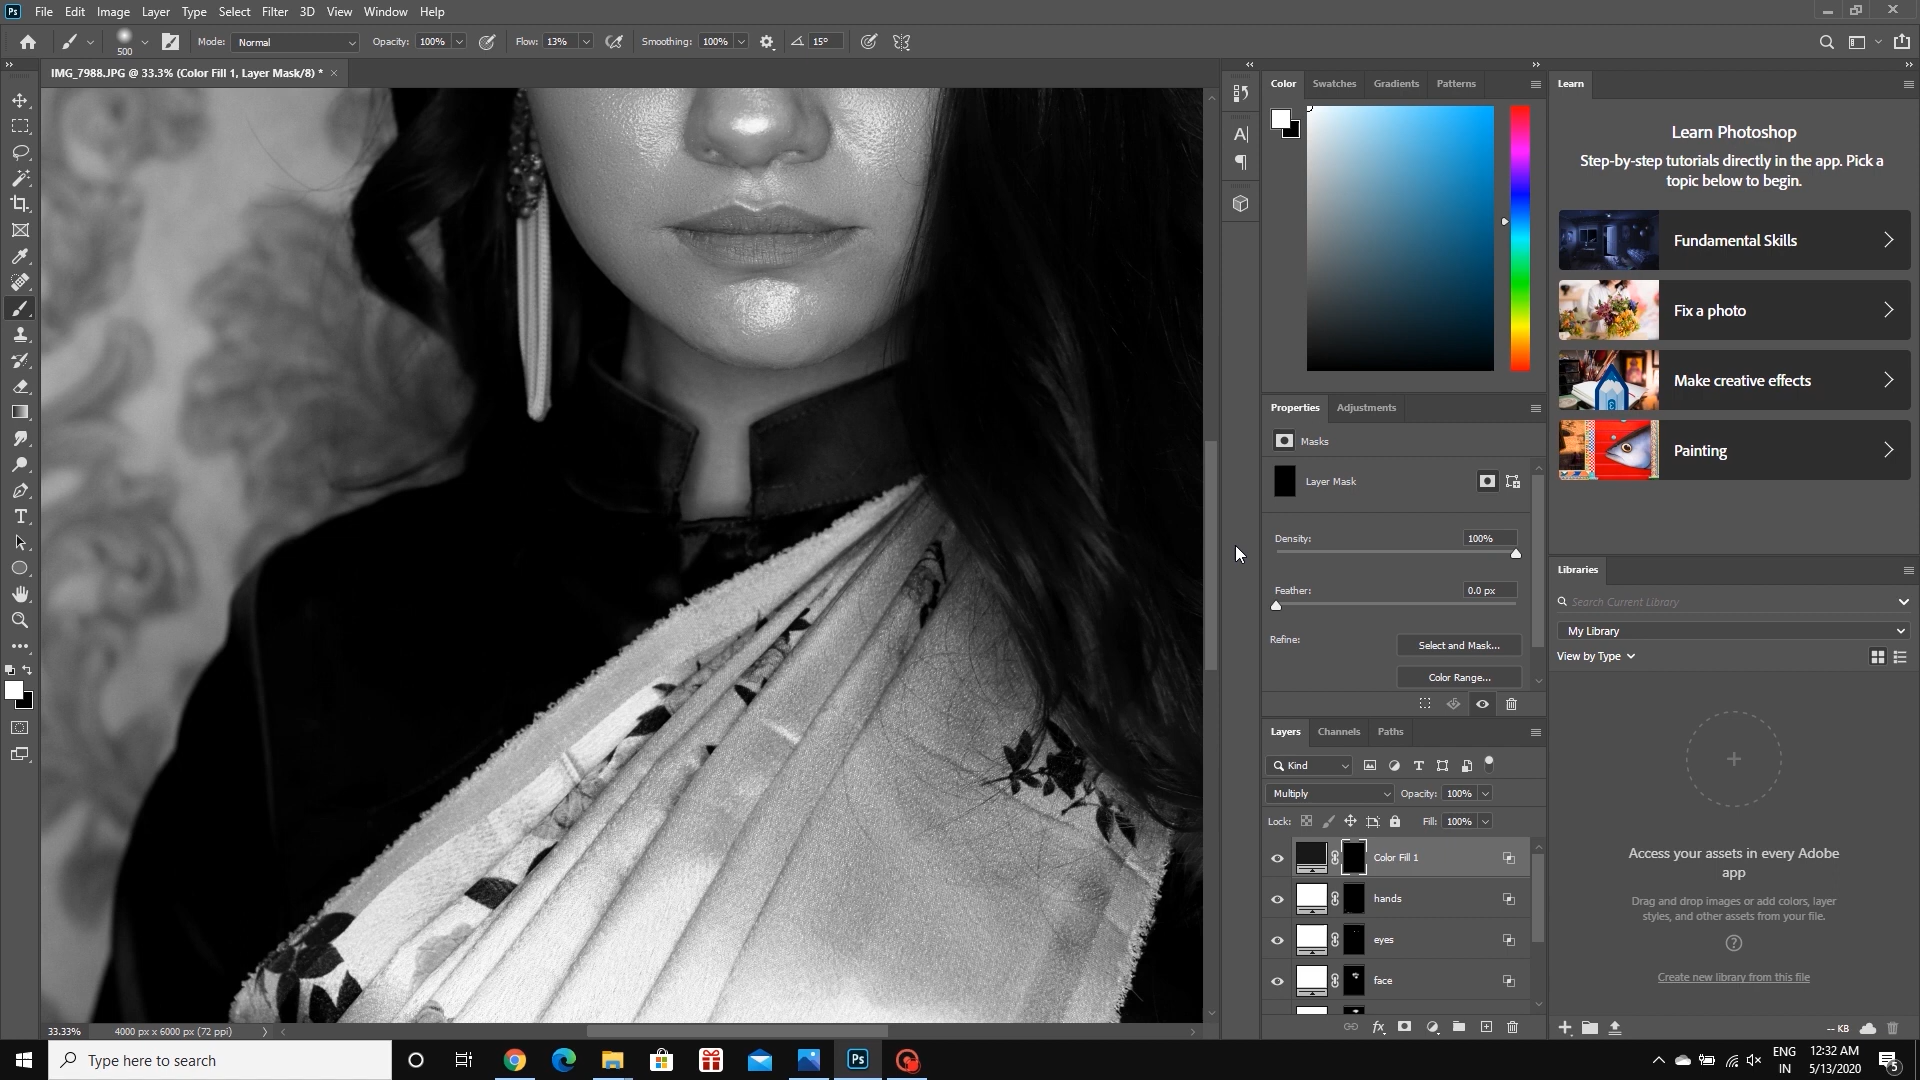 Ps File Edit Image Layer Type Select Filter 3D View Window Help
500 Mode: Normal Opacity: 100% Flow: 13% Smoothing: 100% 15°
IMG_7988.JPG @ 33.3% (Color Fill 1, Layer Mask/8) * ×
Color Swatches Gradients Patterns
Learn
Learn Photoshop
Step-by-step tutorials directly in the app. Pick a
topic below to begin.
Fundamental Skills
Fix a photo
Make creative effects
Painting
Properties Adjustments
Masks
Layer Mask
Density: 100%
Feather: 0.0 px
Refine:
Select and Mask...
Color Range...
Layers Channels Paths
Kind
Multiply Opacity: 100%
Lock: Fill: 100%
Color Fill 1
hands
eyes
face
Libraries
Search Current Library
My Library
View by Type
Access your assets in every Adobe
app
Drag and drop images or add colors, layer
styles, and other assets from your file.
Create new library from this file
-- KB
33.33% 4000 px x 6000 px (72 ppi)
Type here to search
Ps
ENG
IN
12:32 AM
5/13/2020
5